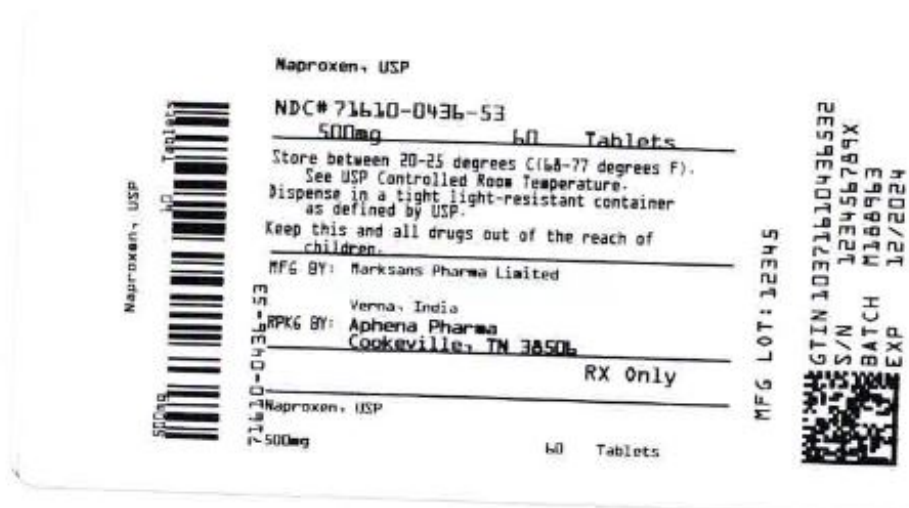 Naproxen, USP
NDC# 71610-0436-53
500mg 60 Tablets
Store between 20-25 degrees C(68-77 degrees F).
See USP Controlled Room Temperature.
Dispense in a tight light-resistant container
as defined by USP.
Keep this and all drugs out of the reach of
children.
MFG BY: Marksans Pharma Limited
Verna, India
RPKG BY: Aphena Pharma
Cookeville, TN 38506
RX Only
Naproxen, USP
500mg 60 Tablets
Naproxen, USP
500mg 60 Tablets
71610-0436-53
MFG LOT: 12345
GTIN 10371610436532
S/N 123456789X
BATCH M188963
EXP 12/2024